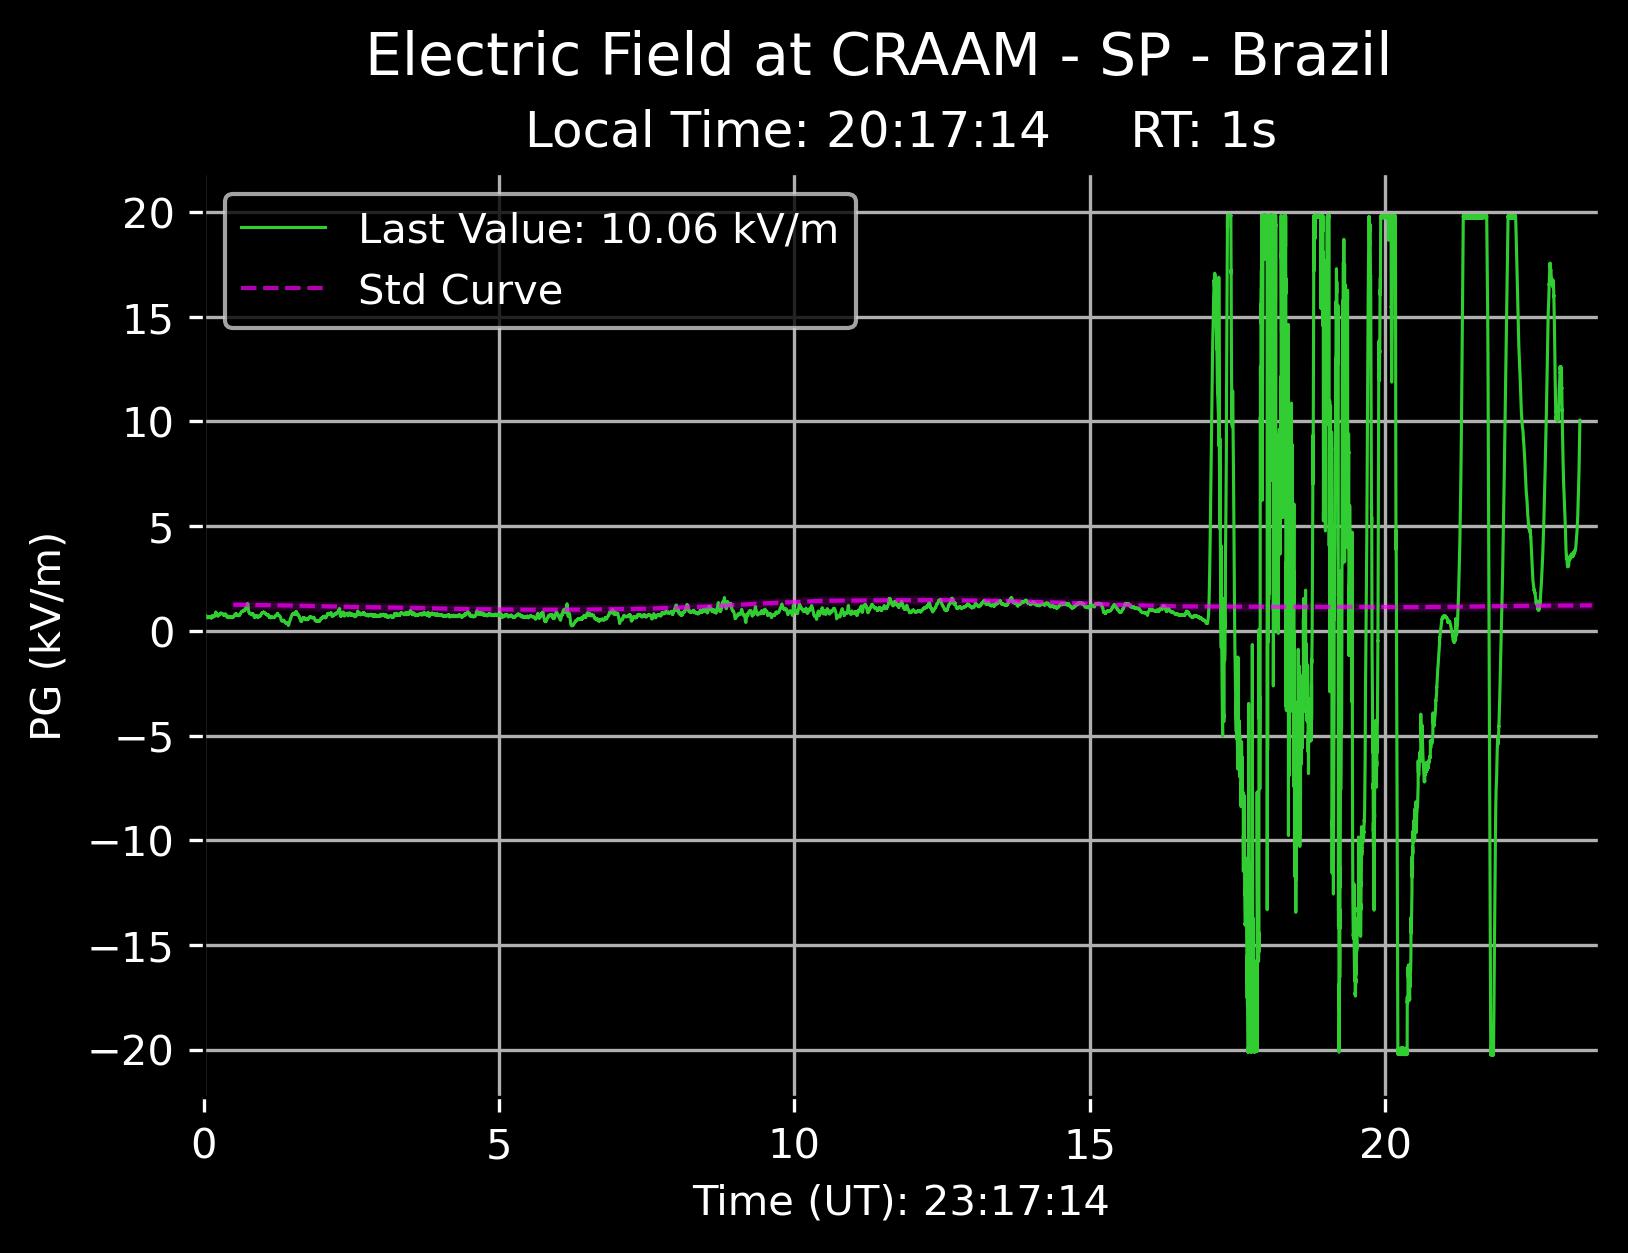 Electric Field at CRAAM - SP - Brazil
Local Time: 20:17:14 RT: 1s
Last Value: 10.06 kV/m
Std Curve
PG (kV/m)
20
15
10
5
0
−5
−10
−15
−20
0 5 10 15 20
Time (UT): 23:17:14